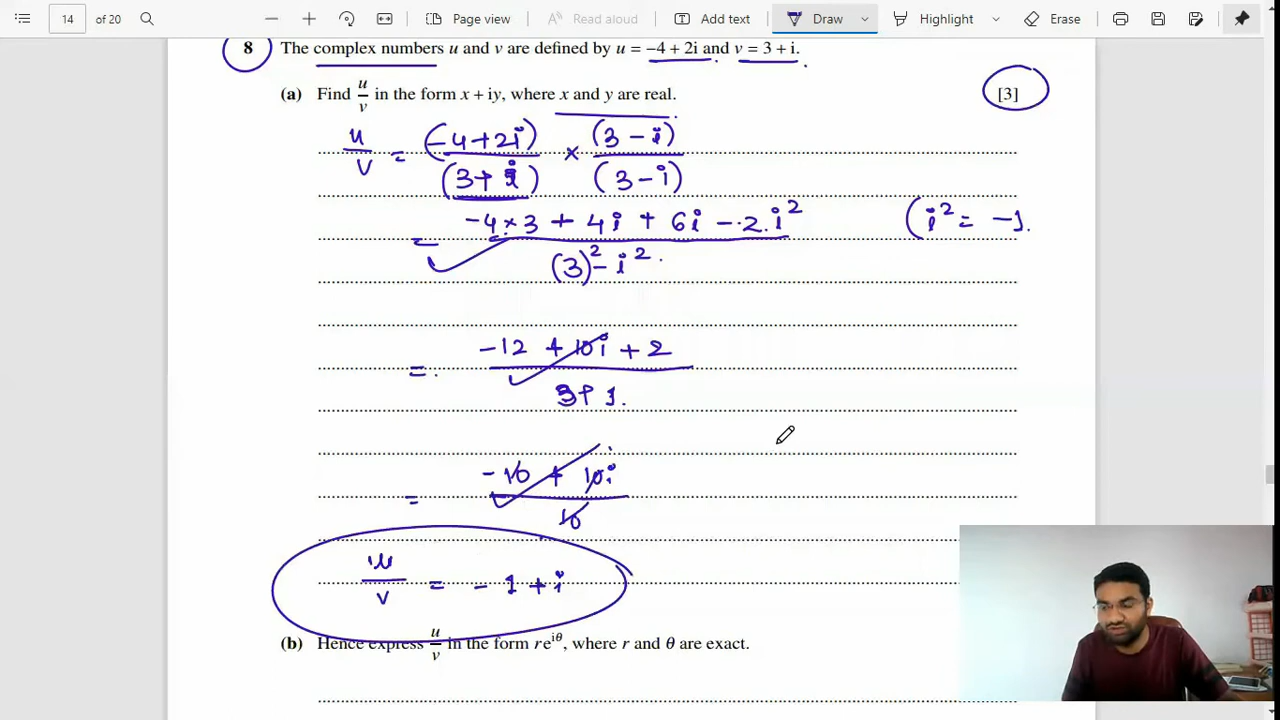 14 of 20 Page view Read aloud Add text Draw Highlight Erase
8 The complex numbers u and v are defined by u = −4 + 2i and v = 3 + i.
(a) Find u/v in the form x + iy, where x and y are real. [3]
u/v = (−4+2i)/(3+i) × (3−i)/(3−i)
= (−4×3 + 4i + 6i − 2.i²)/((3)² − i²) (i² = −1.
= (−12 + 10i + 2)/(9+1.)
= (−10 + 10i)/10
u/v = −1 + i
(b) Hence express u/v in the form re^{iθ}, where r and θ are exact.